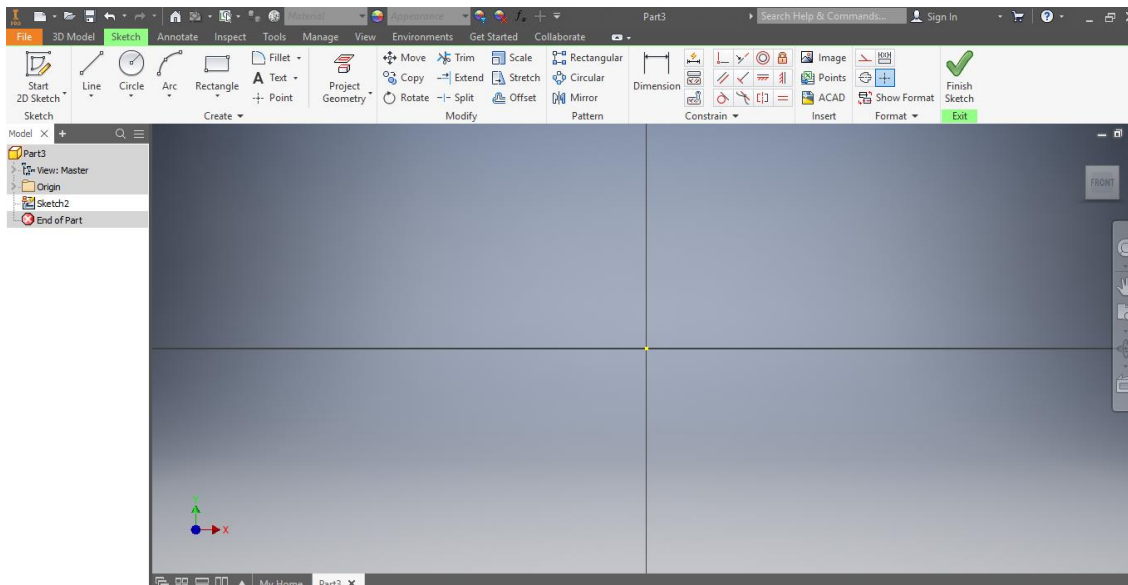 PRO Material Appearance Part3 Search Help & Commands... Sign In
File 3D Model Sketch Annotate Inspect Tools Manage View Environments Get Started Collaborate
Start 2D Sketch Line Circle Arc Rectangle Fillet Text Point Project Geometry Move Copy Rotate Trim Extend Split Scale Stretch Offset Rectangular Circular Mirror Dimension Image Points ACAD Show Format Finish Sketch
Sketch Create Modify Pattern Constrain Insert Format Exit
Model
Part3
View: Master
Origin
Sketch2
End of Part
FRONT
Y
X
My Home Part3